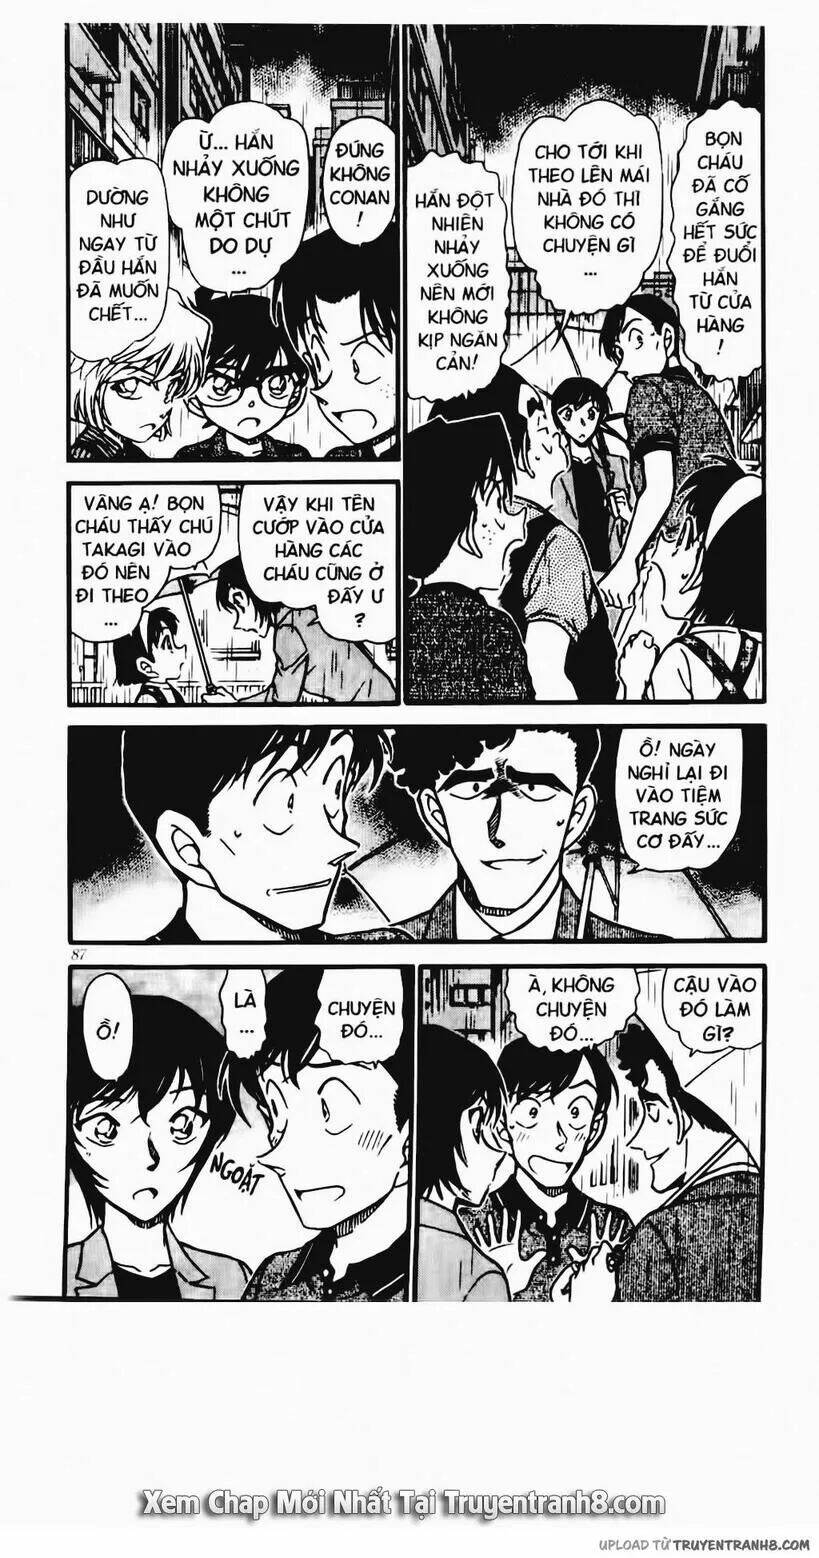 BỌN
CHÁU
ĐÃ CỐ
GẮNG
HẾT SỨC
ĐỂ ĐUỔI
HẮN
TỪ CỬA
HÀNG
!
CHO TỚI KHI
THEO LÊN MÁI
NHÀ ĐÓ THÌ
KHÔNG CÓ
CHUYỆN GÌ
...
HẮN ĐỘT
NHIÊN
NHẢY
XUỐNG
NÊN MỚI
KHÔNG
KỊP NGĂN
CẢN!
ĐÚNG
KHÔNG
CONAN
!
Ừ... HẮN
NHẢY XUỐNG
KHÔNG
MỘT CHÚT
DO DỰ
...
DƯỜNG
NHƯ
NGAY TỪ
ĐẦU HẮN
ĐÃ MUỐN
CHẾT...
VẬY KHI TÊN
CƯỚP VÀO CỬA
HÀNG CÁC
CHÁU CŨNG Ở
ĐẤY Ư
?
VÂNG Ạ! BỌN
CHÁU THẤY CHÚ
TAKAGI VÀO
ĐÓ NÊN
ĐI THEO
...
Ồ! NGÀY
NGHỈ LẠI ĐI
VÀO TIỆM
TRANG SỨC
CƠ ĐẤY...
87
CẬU VÀO
ĐÓ LÀM
GÌ?
À, KHÔNG
CHUYỆN
ĐÓ...
CHUYỆN
ĐÓ...
LÀ
...
Ồ!
NGOẶT
Xem Chap Mới Nhất Tại Truyentranh8.com
UPLOAD TỪ TRUYENTRANH8.COM